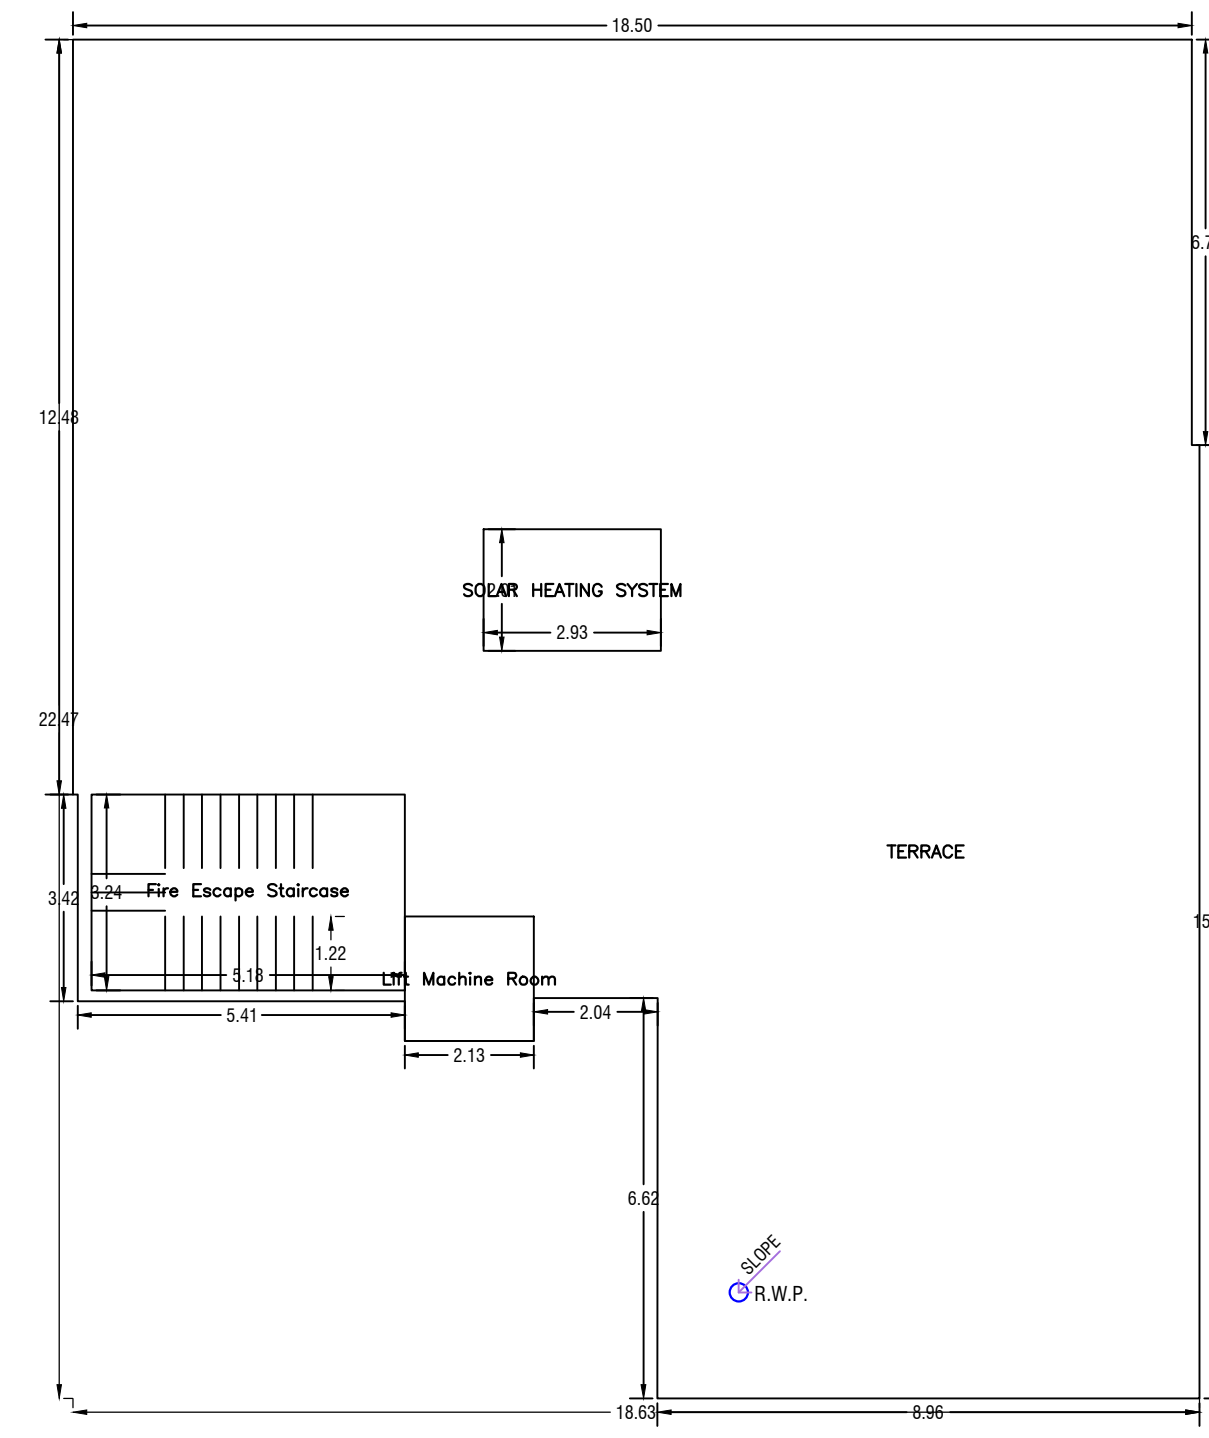 18.50
12.48
SOLAR HEATING SYSTEM
2.93
22.47
TERRACE
3.42
3.24
Fire Escape Staircase
1.22
5.18
Lift Machine Room
5.41
2.04
2.13
6.62
SLOPE
R.W.P.
18.63
8.96